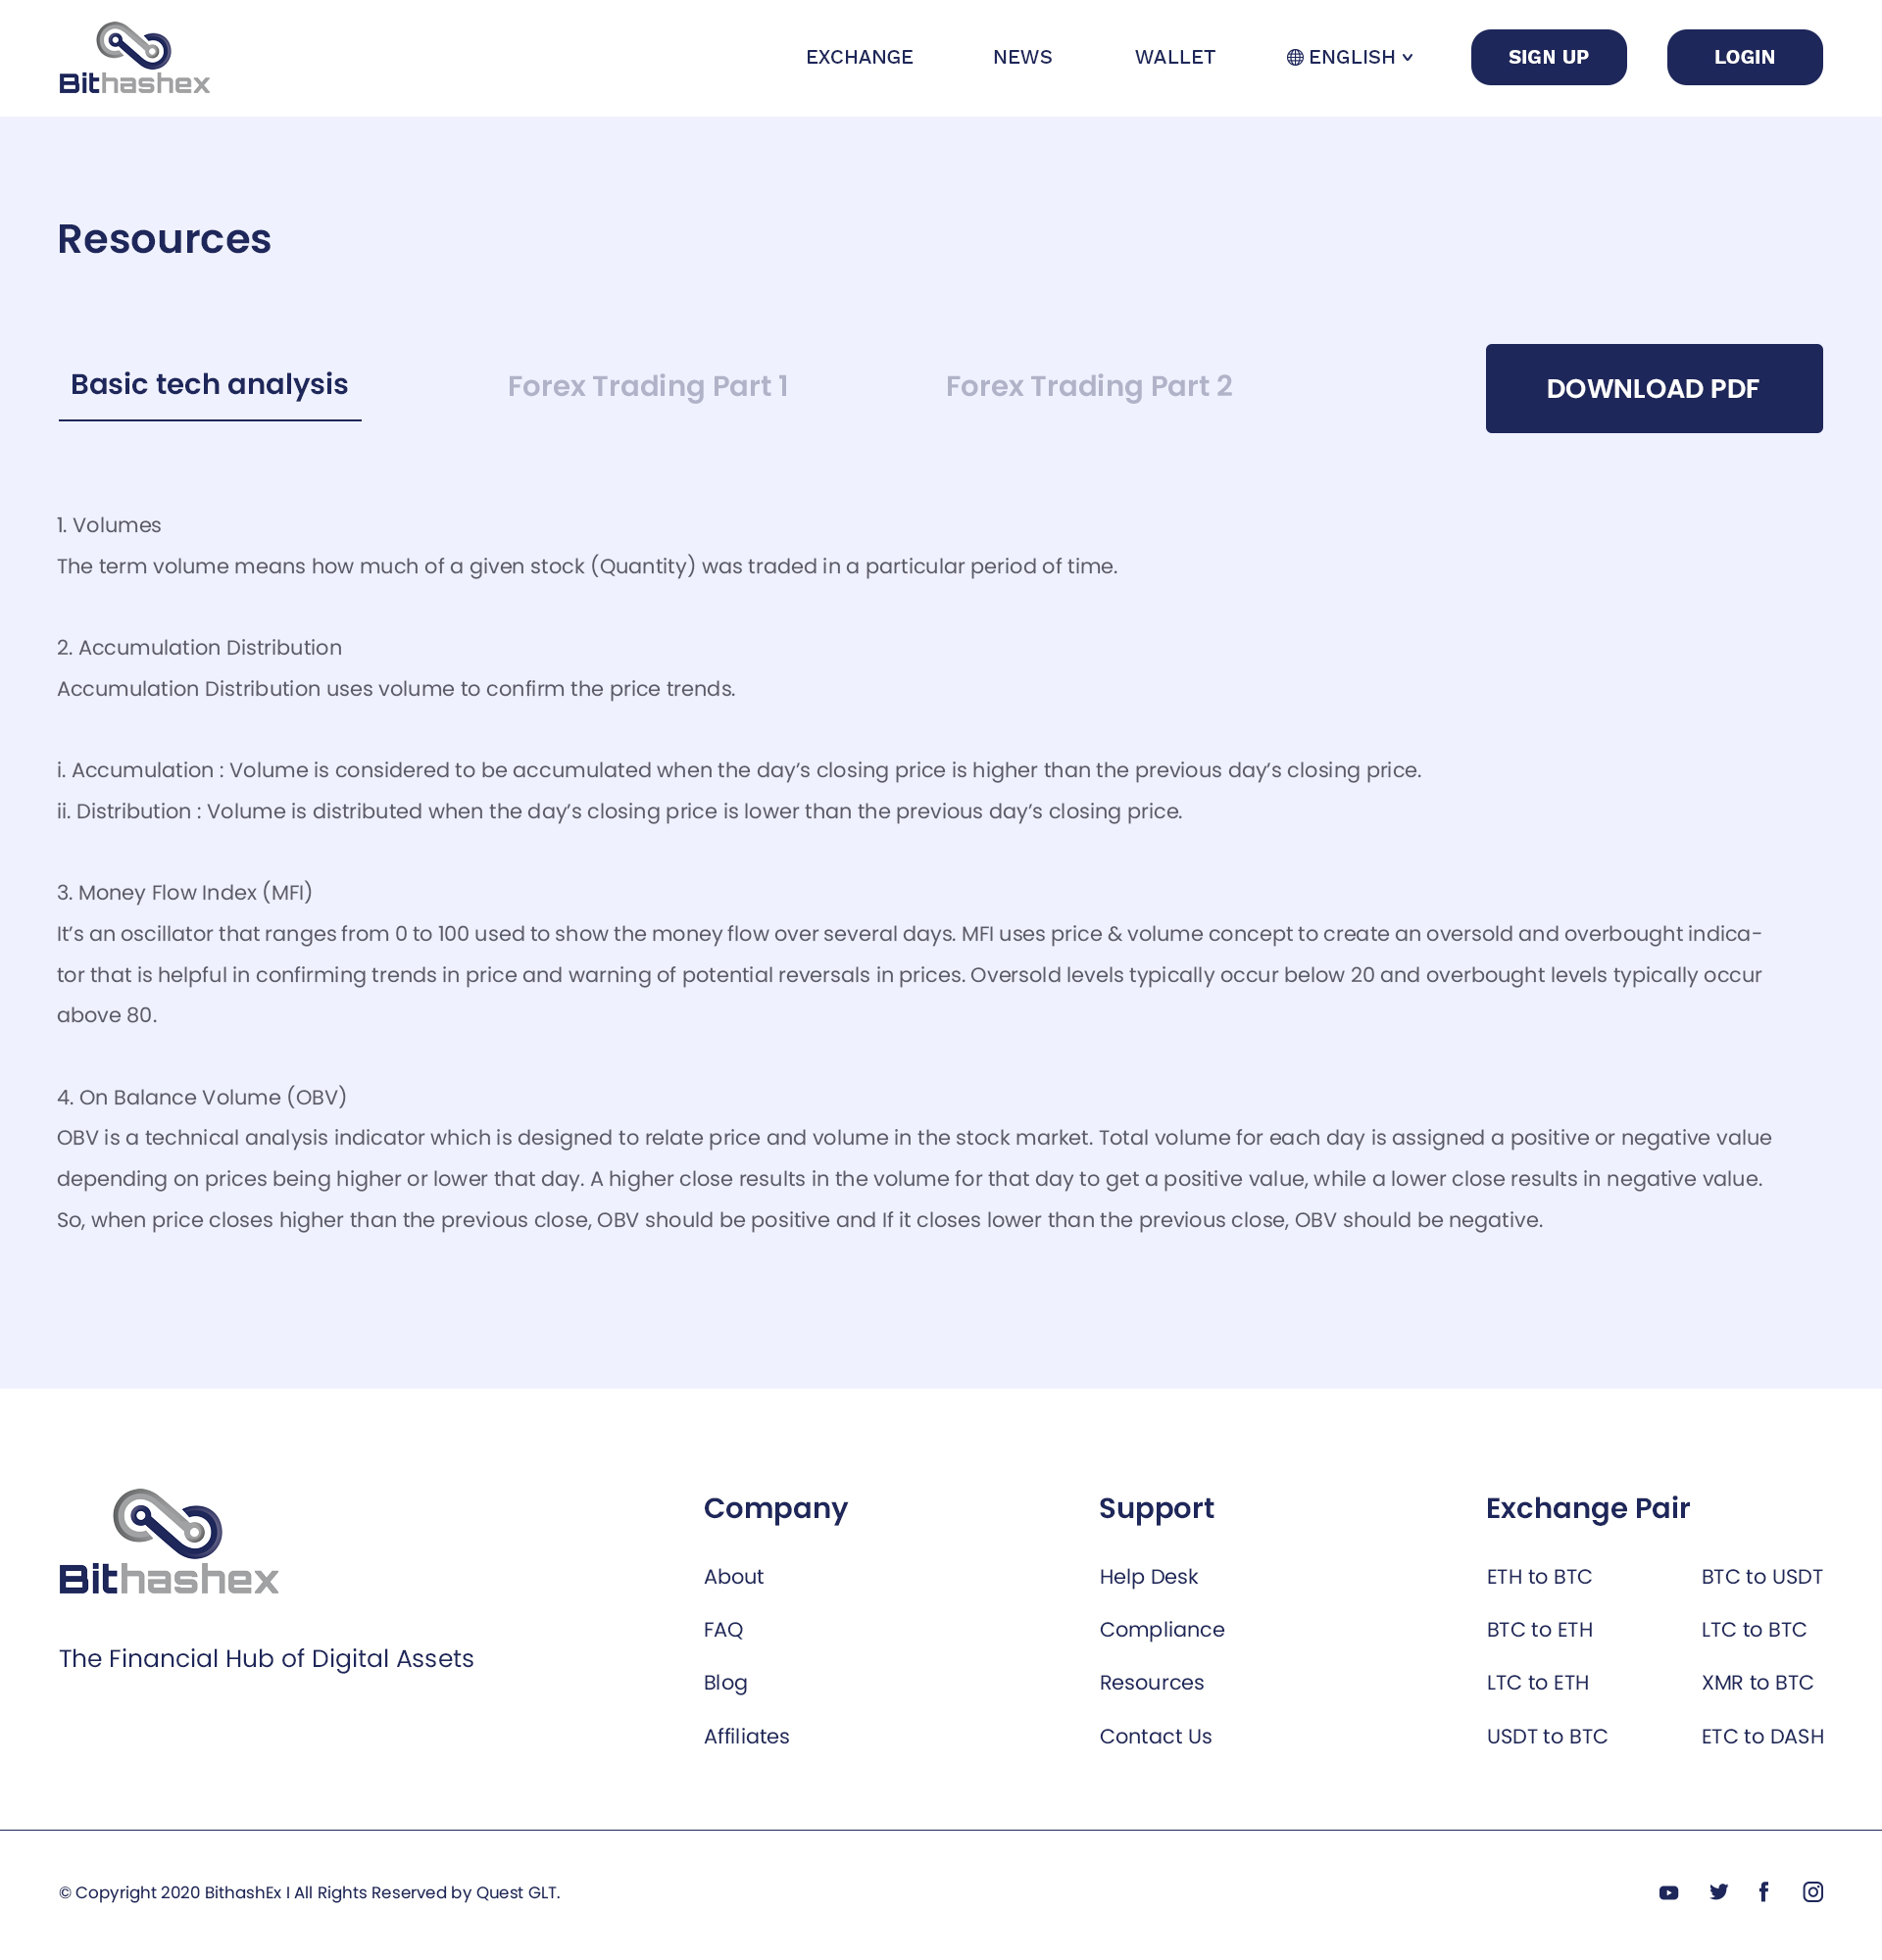 Bithashex
EXCHANGE
NEWS
WALLET
ENGLISH
SIGN UP
LOGIN
Resources
Basic tech analysis
Forex Trading Part 1
Forex Trading Part 2
DOWNLOAD PDF
1. Volumes
The term volume means how much of a given stock (Quantity) was traded in a particular period of time.
2. Accumulation Distribution
Accumulation Distribution uses volume to confirm the price trends.
i. Accumulation : Volume is considered to be accumulated when the day’s closing price is higher than the previous day’s closing price.
ii. Distribution : Volume is distributed when the day’s closing price is lower than the previous day’s closing price.
3. Money Flow Index (MFI)
It’s an oscillator that ranges from 0 to 100 used to show the money flow over several days. MFI uses price & volume concept to create an oversold and overbought indica-
tor that is helpful in confirming trends in price and warning of potential reversals in prices. Oversold levels typically occur below 20 and overbought levels typically occur
above 80.
4. On Balance Volume (OBV)
OBV is a technical analysis indicator which is designed to relate price and volume in the stock market. Total volume for each day is assigned a positive or negative value
depending on prices being higher or lower that day. A higher close results in the volume for that day to get a positive value, while a lower close results in negative value.
So, when price closes higher than the previous close, OBV should be positive and If it closes lower than the previous close, OBV should be negative.
Bithashex
The Financial Hub of Digital Assets
Company
About
FAQ
Blog
Affiliates
Support
Help Desk
Compliance
Resources
Contact Us
Exchange Pair
ETH to BTC
BTC to ETH
LTC to ETH
USDT to BTC
BTC to USDT
LTC to BTC
XMR to BTC
ETC to DASH
© Copyright 2020 BithashEx I All Rights Reserved by Quest GLT.